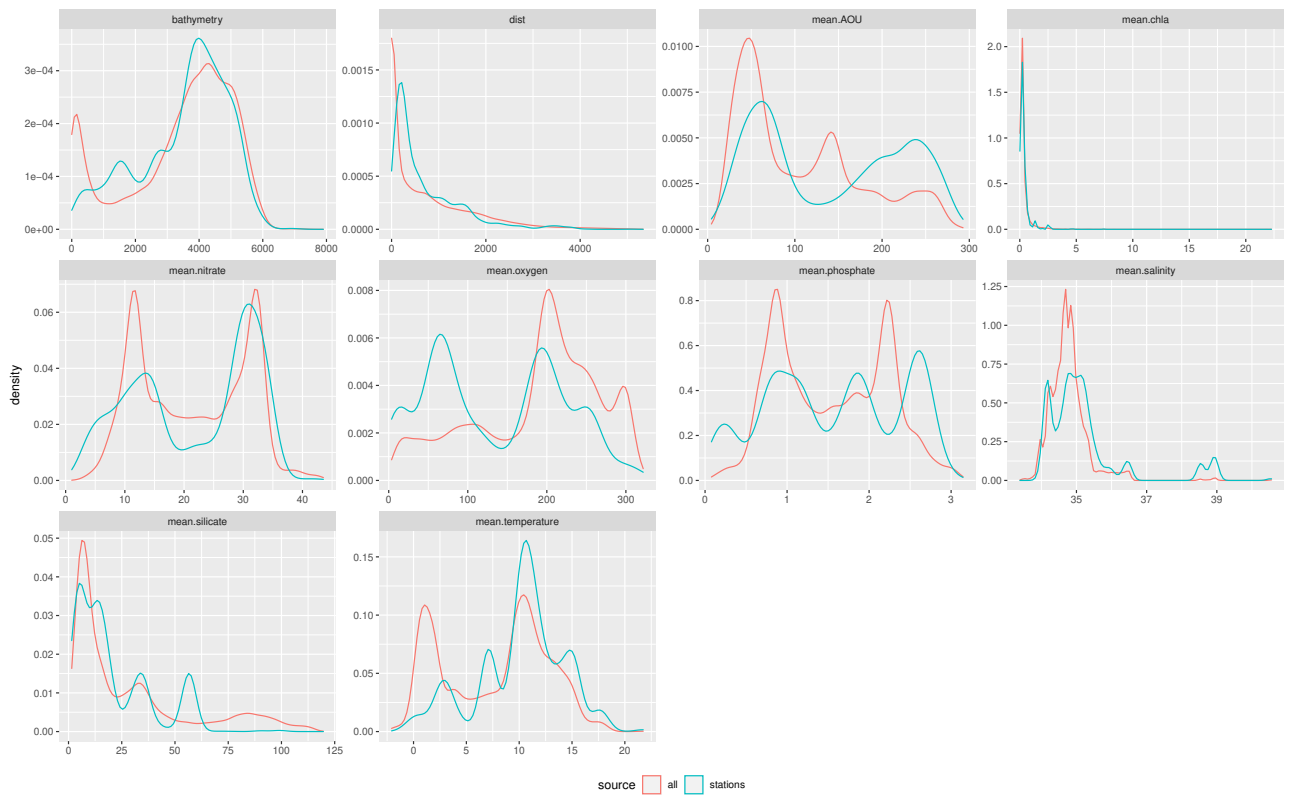 bathymetry
dist
mean.AOU
mean.chla
3e−04
2e−04
1e−04
0e+00
0 2000 4000 6000 8000
0.0015
0.0010
0.0005
0.0000
0 2000 4000
0.0100
0.0075
0.0050
0.0025
0.0000
0 100 200 300
2.0
1.5
1.0
0.5
0.0
0 5 10 15 20
density
mean.nitrate
mean.oxygen
mean.phosphate
mean.salinity
0.06
0.04
0.02
0.00
0 10 20 30 40
0.008
0.006
0.004
0.002
0.000
0 100 200 300
0.8
0.6
0.4
0.2
0.0
0 1 2 3
1.25
1.00
0.75
0.50
0.25
0.00
35 37 39
mean.silicate
mean.temperature
0.05
0.04
0.03
0.02
0.01
0.00
0 25 50 75 100 125
0.15
0.10
0.05
0.00
0 5 10 15 20
source all stations